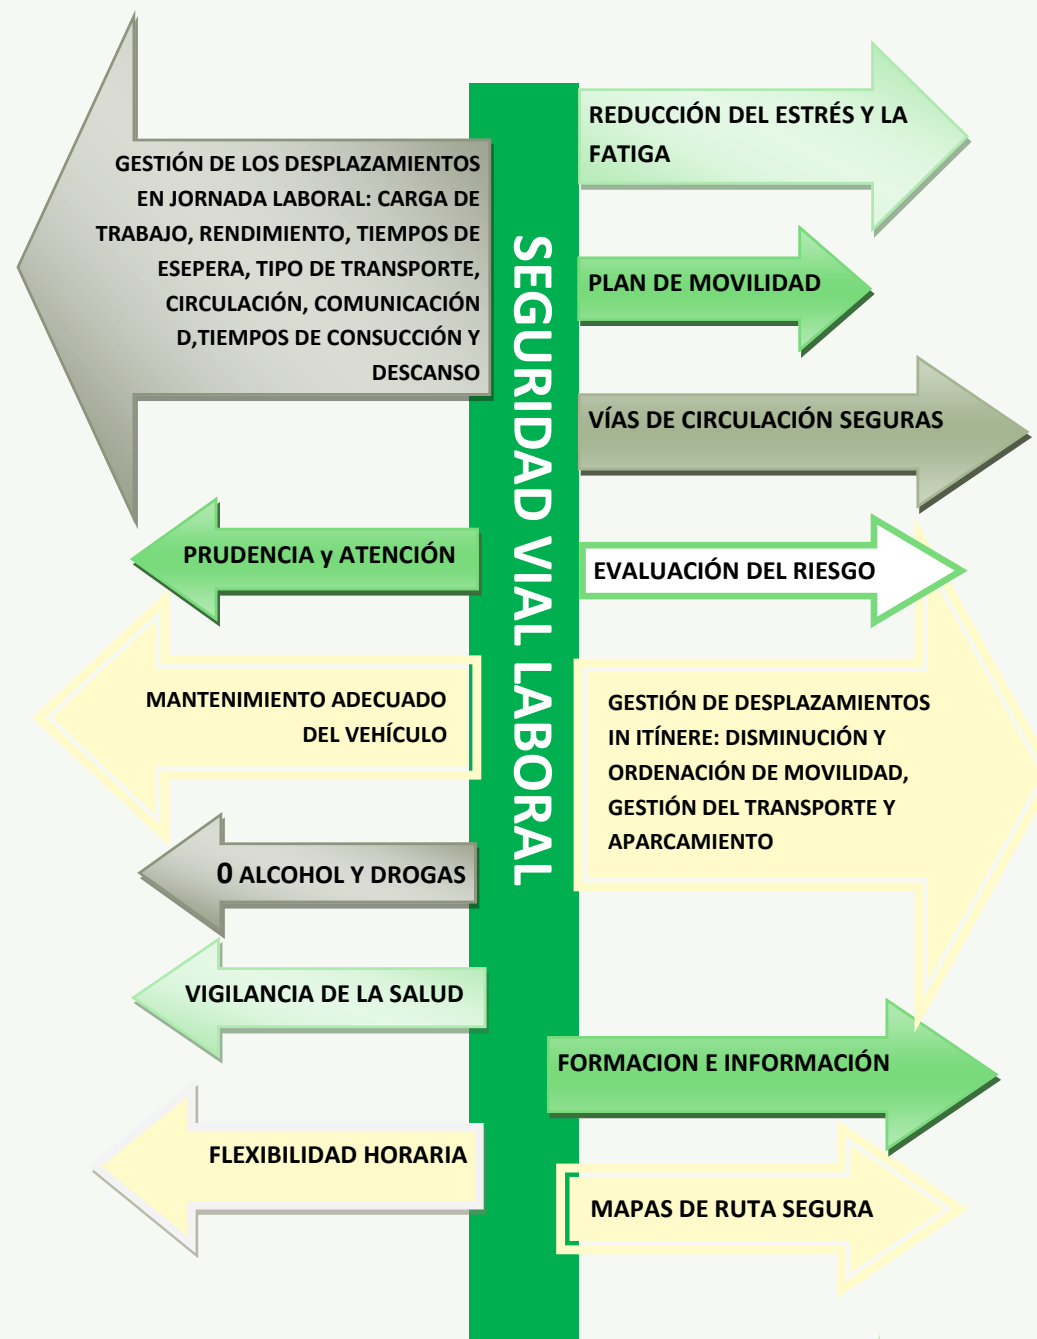 GESTIÓN DE LOS DESPLAZAMIENTOS
EN JORNADA LABORAL: CARGA DE
TRABAJO, RENDIMIENTO, TIEMPOS DE
ESEPERA, TIPO DE TRANSPORTE,
CIRCULACIÓN, COMUNICACIÓN
D,TIEMPOS DE CONSUCCIÓN Y
DESCANSO
PRUDENCIA y ATENCIÓN
MANTENIMIENTO ADECUADO
DEL VEHÍCULO
0 ALCOHOL Y DROGAS
VIGILANCIA DE LA SALUD
FLEXIBILIDAD HORARIA
SEGURIDAD VIAL LABORAL
REDUCCIÓN DEL ESTRÉS Y LA
FATIGA
PLAN DE MOVILIDAD
VÍAS DE CIRCULACIÓN SEGURAS
EVALUACIÓN DEL RIESGO
GESTIÓN DE DESPLAZAMIENTOS
IN ITÍNERE: DISMINUCIÓN Y
ORDENACIÓN DE MOVILIDAD,
GESTIÓN DEL TRANSPORTE Y
APARCAMIENTO
FORMACION E INFORMACIÓN
MAPAS DE RUTA SEGURA